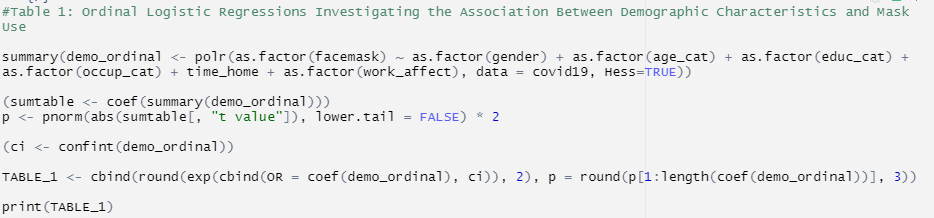 #Table 1: Ordinal Logistic Regressions Investigating the Association Between Demographic Characteristics and Mask
Use
summary(demo_ordinal <- polr(as.factor(facemask) ~ as.factor(gender) + as.factor(age_cat) + as.factor(educ_cat) +
as.factor(occup_cat) + time_home + as.factor(work_affect), data = covid19, Hess=TRUE))
(sumtable <- coef(summary(demo_ordinal)))
p <- pnorm(abs(sumtable[, "t value"]), lower.tail = FALSE) * 2
(ci <- confint(demo_ordinal))
TABLE_1 <- cbind(round(exp(cbind(OR = coef(demo_ordinal), ci)), 2), p = round(p[1:length(coef(demo_ordinal))], 3))
print(TABLE_1)